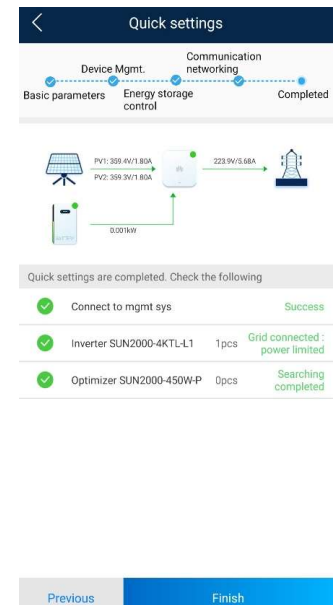 Quick settings
Communication
Device Mgmt.
networking
Basic parameters
Energy storage
control
Completed
PV1: 359.4V/1.80A
PV2: 359.3V/1.80A
223.9V/5.68A
0.001kW
Quick settings are completed. Check the following
Connect to mgmt sys
Success
Inverter SUN2000-4KTL-L1
1pcs
Grid connected :
power limited
Optimizer SUN2000-450W-P
0pcs
Searching
completed
Previous
Finish